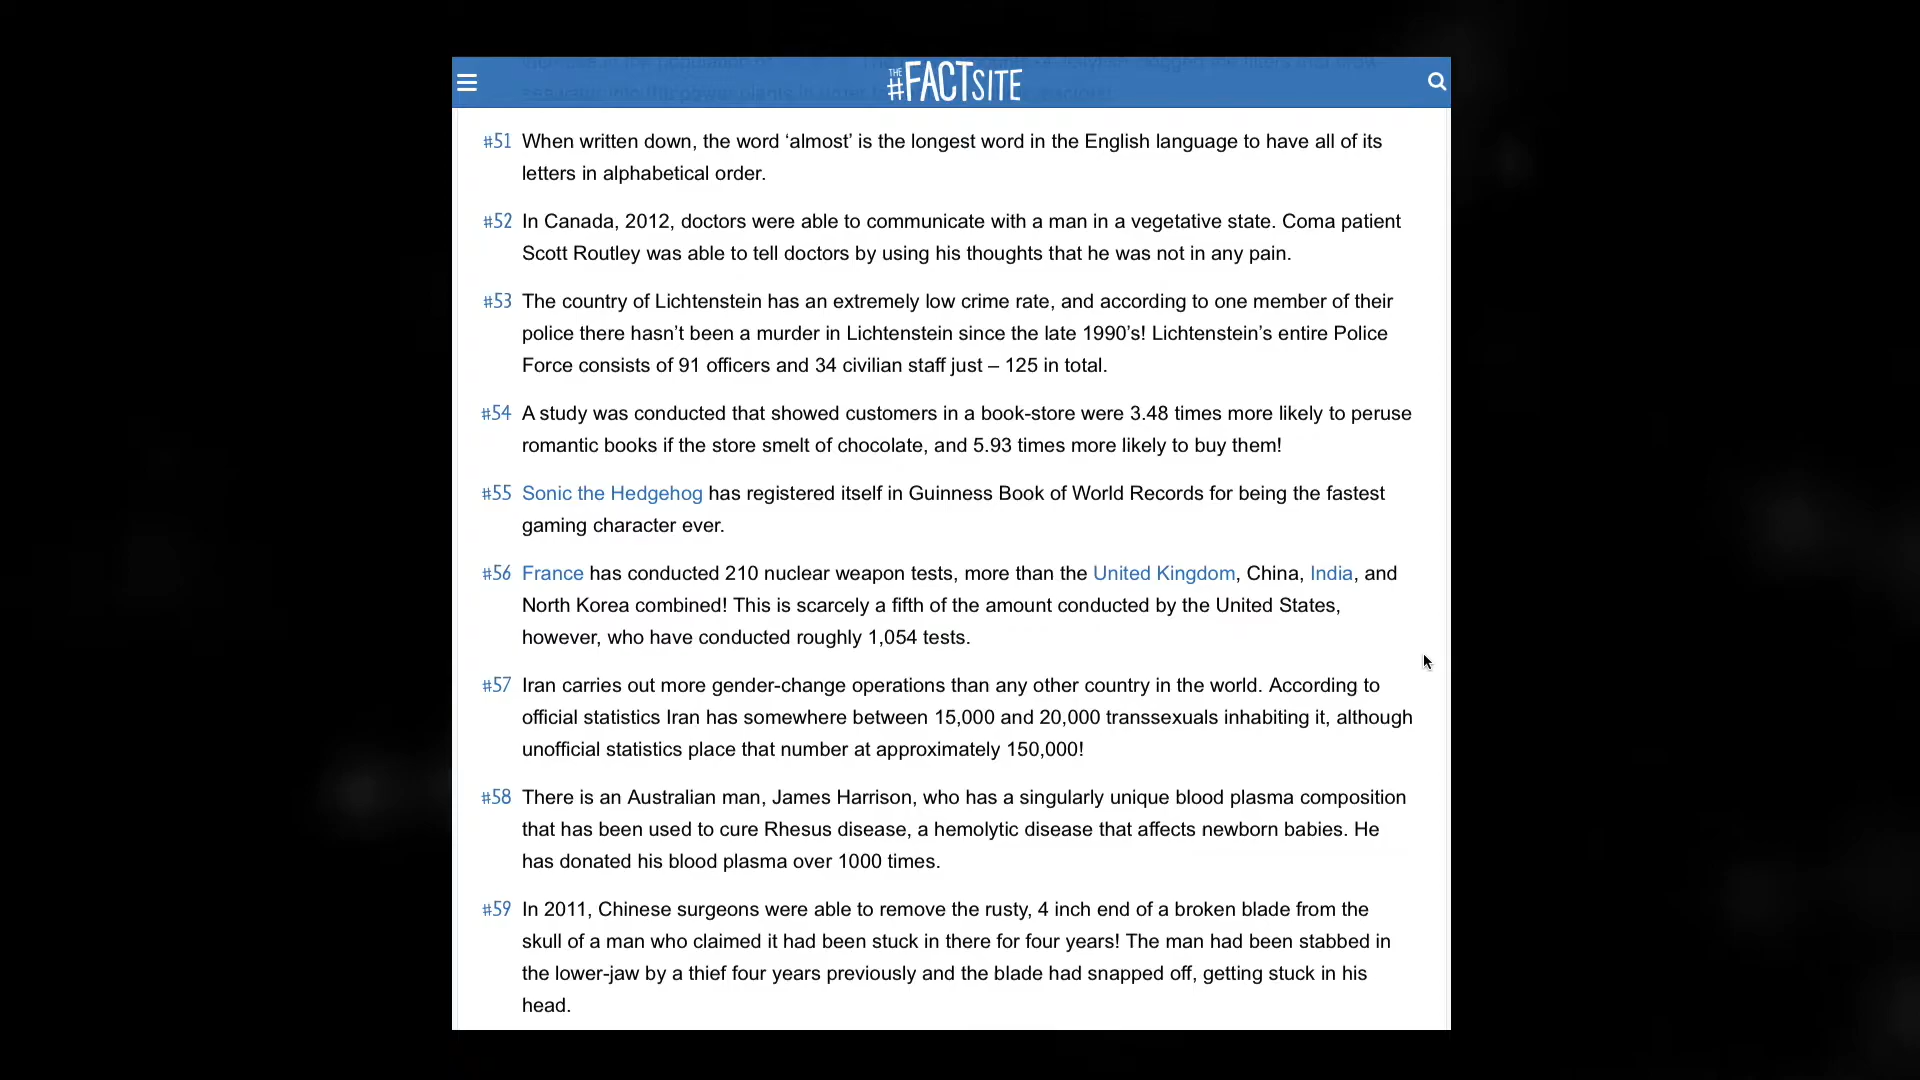 THE #FACTSITE
#51 When written down, the word ‘almost’ is the longest word in the English language to have all of its
letters in alphabetical order.
#52 In Canada, 2012, doctors were able to communicate with a man in a vegetative state. Coma patient
Scott Routley was able to tell doctors by using his thoughts that he was not in any pain.
#53 The country of Lichtenstein has an extremely low crime rate, and according to one member of their
police there hasn’t been a murder in Lichtenstein since the late 1990’s! Lichtenstein’s entire Police
Force consists of 91 officers and 34 civilian staff just – 125 in total.
#54 A study was conducted that showed customers in a book-store were 3.48 times more likely to peruse
romantic books if the store smelt of chocolate, and 5.93 times more likely to buy them!
#55 Sonic the Hedgehog has registered itself in Guinness Book of World Records for being the fastest
gaming character ever.
#56 France has conducted 210 nuclear weapon tests, more than the United Kingdom, China, India, and
North Korea combined! This is scarcely a fifth of the amount conducted by the United States,
however, who have conducted roughly 1,054 tests.
#57 Iran carries out more gender-change operations than any other country in the world. According to
official statistics Iran has somewhere between 15,000 and 20,000 transsexuals inhabiting it, although
unofficial statistics place that number at approximately 150,000!
#58 There is an Australian man, James Harrison, who has a singularly unique blood plasma composition
that has been used to cure Rhesus disease, a hemolytic disease that affects newborn babies. He
has donated his blood plasma over 1000 times.
#59 In 2011, Chinese surgeons were able to remove the rusty, 4 inch end of a broken blade from the
skull of a man who claimed it had been stuck in there for four years! The man had been stabbed in
the lower-jaw by a thief four years previously and the blade had snapped off, getting stuck in his
head.